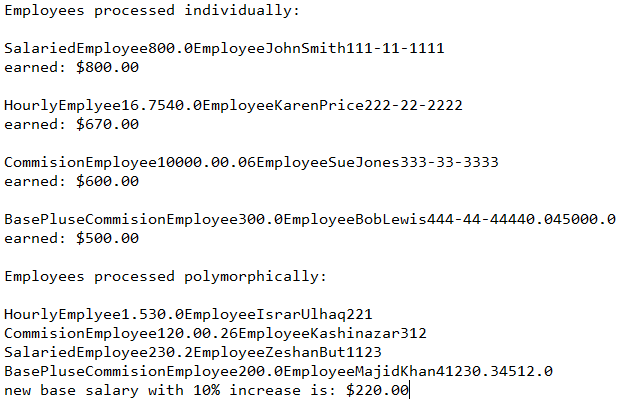 Employees processed individually:
SalariedEmployee800.0EmployeeJohnSmith111-11-1111
earned: $800.00
HourlyEmplyee16.7540.0EmployeeKarenPrice222-22-2222
earned: $670.00
CommisionEmployee10000.00.06EmployeeSueJones333-33-3333
earned: $600.00
BasePluseCommisionEmployee300.0EmployeeBobLewis444-44-44440.045000.0
earned: $500.00
Employees processed polymorphically:
HourlyEmplyee1.530.0EmployeeIsrarUlhaq221
CommisionEmployee120.00.26EmployeeKashinazar312
SalariedEmployee230.2EmployeeZeshanBut1123
BasePluseCommisionEmployee200.0EmployeeMajidKhan41230.34512.0
new base salary with 10% increase is: $220.00